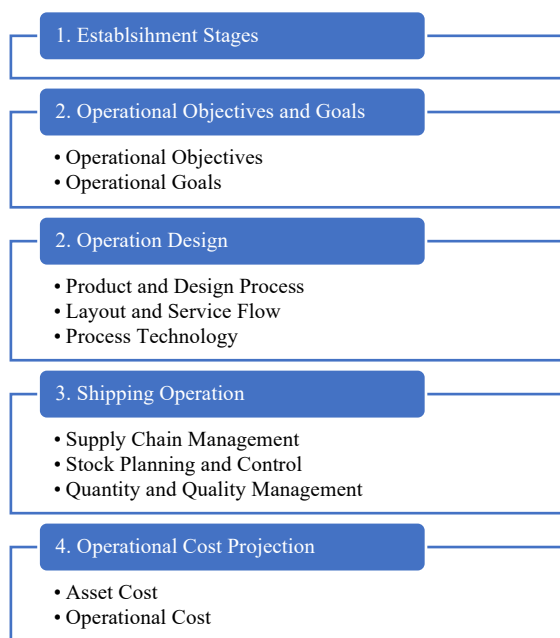 1. Establsihment Stages
2. Operational Objectives and Goals
• Operational Objectives
• Operational Goals
2. Operation Design
• Product and Design Process
• Layout and Service Flow
• Process Technology
3. Shipping Operation
• Supply Chain Management
• Stock Planning and Control
• Quantity and Quality Management
4. Operational Cost Projection
• Asset Cost
• Operational Cost